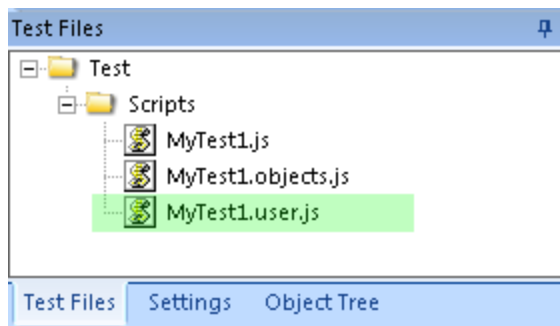 Test Files
Test
Scripts
MyTest1.js
MyTest1.objects.js
MyTest1.user.js
Test Files Settings Object Tree